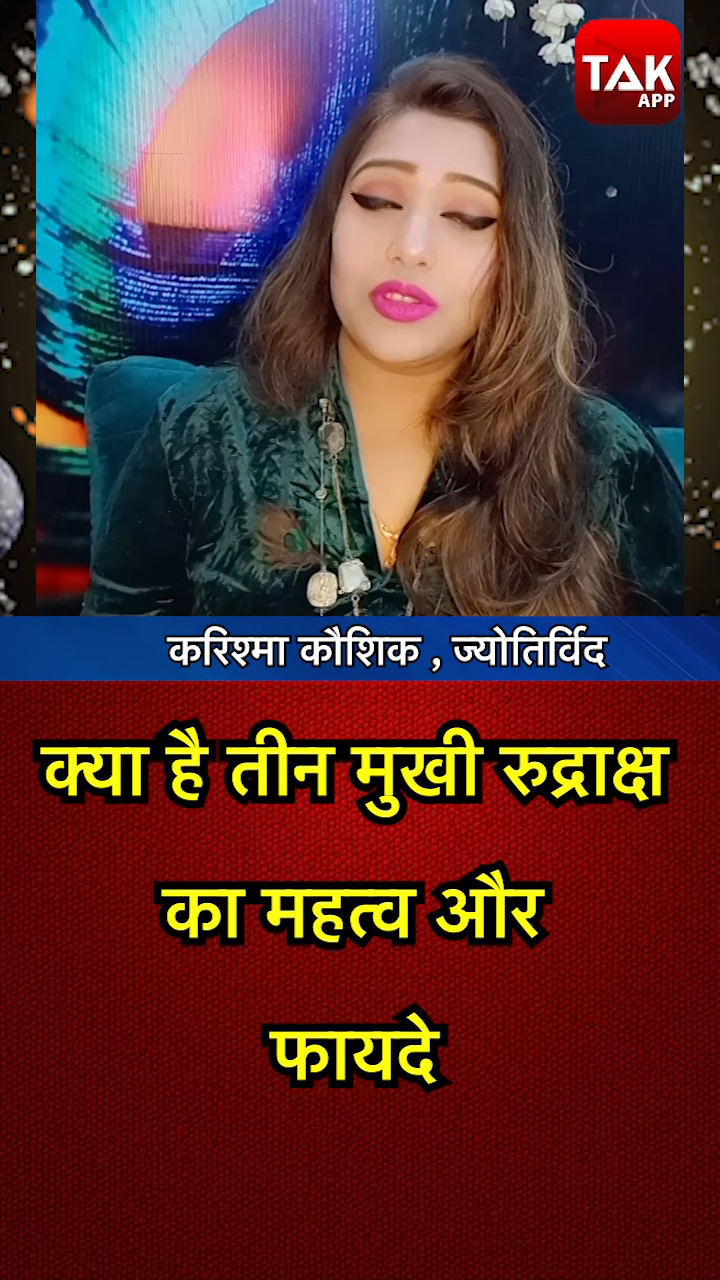 TAK
APP
करिश्मा कौशिक , ज्योतिर्विद
क्या है तीन मुखी रुद्राक्ष
का महत्व और
फायदे